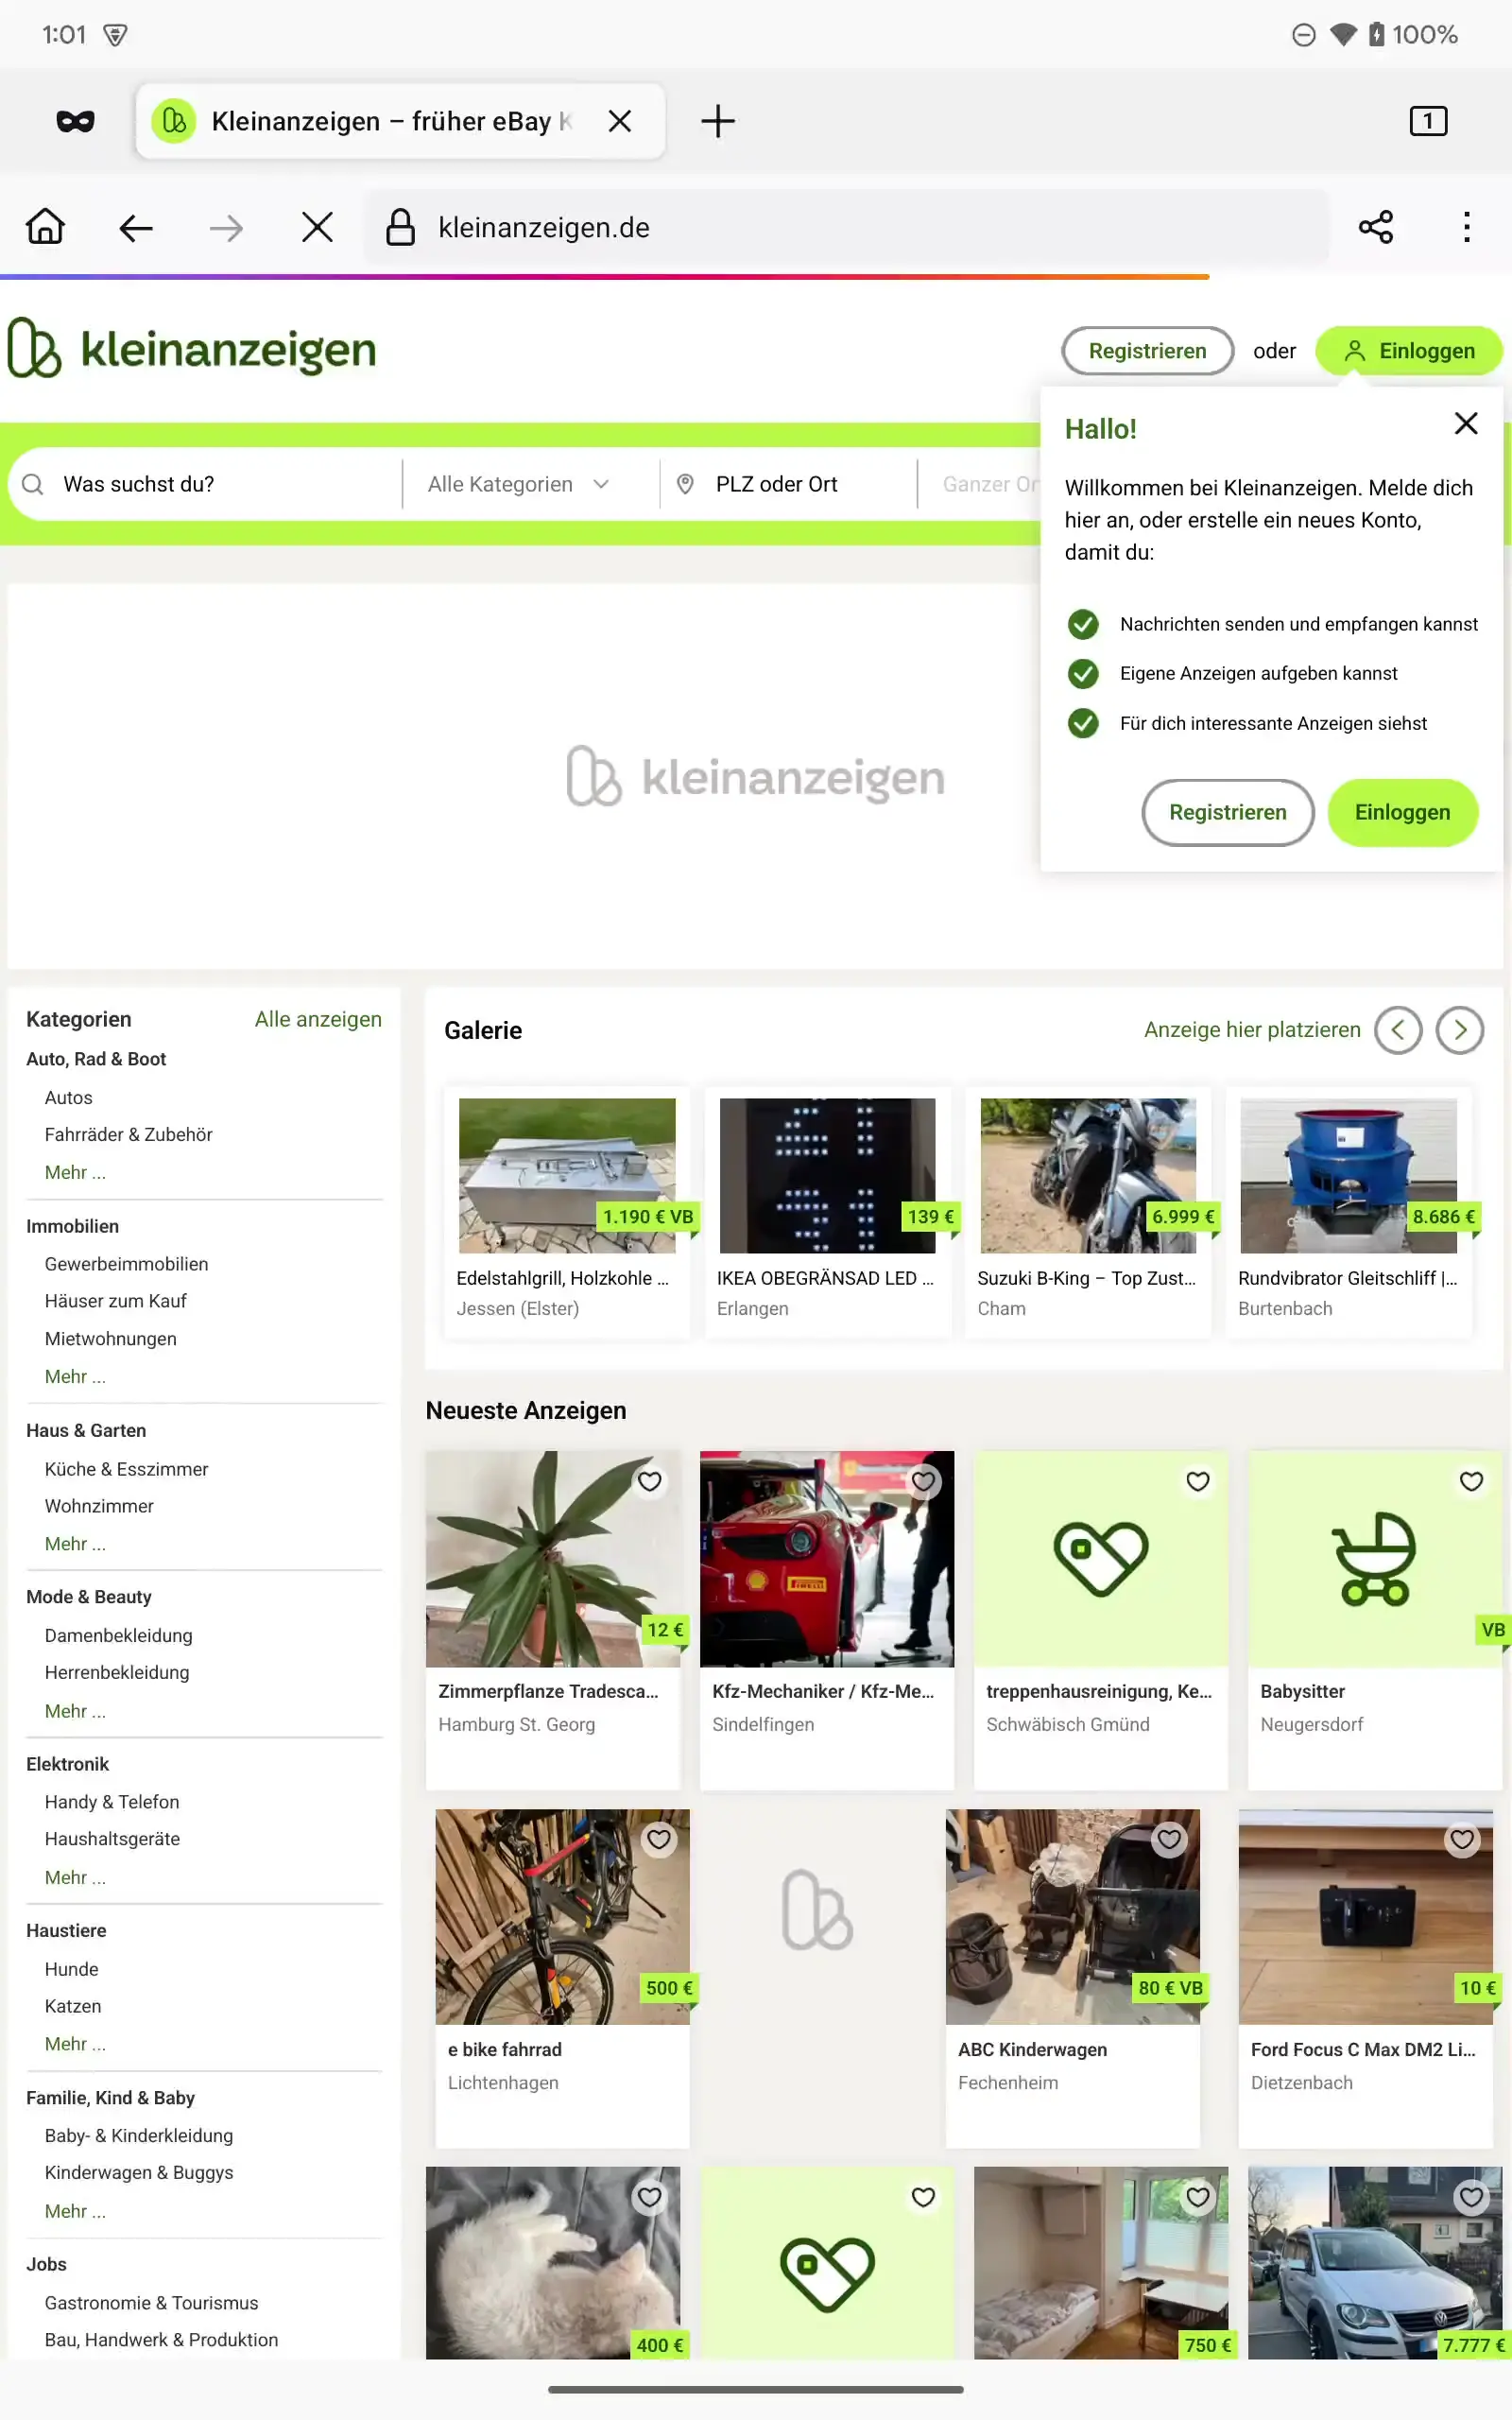 1:01
100%
Kleinanzeigen – früher eBay K
1
kleinanzeigen.de
kleinanzeigen
Registrieren oder Einloggen
Was suchst du?
Alle Kategorien
PLZ oder Ort
Ganzer Or
Hallo!
Willkommen bei Kleinanzeigen. Melde dich
hier an, oder erstelle ein neues Konto,
damit du:
Nachrichten senden und empfangen kannst
Eigene Anzeigen aufgeben kannst
Für dich interessante Anzeigen siehst
Registrieren
Einloggen
kleinanzeigen
Kategorien
Alle anzeigen
Auto, Rad & Boot
Autos
Fahrräder & Zubehör
Mehr ...
Immobilien
Gewerbeimmobilien
Häuser zum Kauf
Mietwohnungen
Mehr ...
Haus & Garten
Küche & Esszimmer
Wohnzimmer
Mehr ...
Mode & Beauty
Damenbekleidung
Herrenbekleidung
Mehr ...
Elektronik
Handy & Telefon
Haushaltsgeräte
Mehr ...
Haustiere
Hunde
Katzen
Mehr ...
Familie, Kind & Baby
Baby- & Kinderkleidung
Kinderwagen & Buggys
Mehr ...
Jobs
Gastronomie & Tourismus
Bau, Handwerk & Produktion
Galerie
Anzeige hier platzieren
1.190 € VB
Edelstahlgrill, Holzkohle ...
Jessen (Elster)
139 €
IKEA OBEGRÄNSAD LED ...
Erlangen
6.999 €
Suzuki B-King – Top Zust...
Cham
8.686 €
Rundvibrator Gleitschliff |...
Burtenbach
Neueste Anzeigen
12 €
Zimmerpflanze Tradesca...
Hamburg St. Georg
PIRELLI
Kfz-Mechaniker / Kfz-Me...
Sindelfingen
treppenhausreinigung, Ke...
Schwäbisch Gmünd
VB
Babysitter
Neugersdorf
500 €
e bike fahrrad
Lichtenhagen
80 € VB
ABC Kinderwagen
Fechenheim
10 €
Ford Focus C Max DM2 Li...
Dietzenbach
400 €
750 €
7.777 €